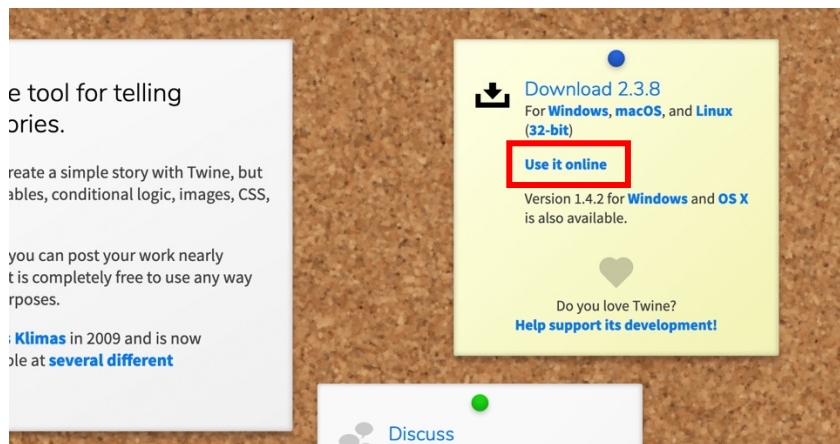 e tool for telling
ories.
reate a simple story with Twine, but
ables, conditional logic, images, CSS,
you can post your work nearly
t is completely free to use any way
rposes.
s Klimas in 2009 and is now
ole at several different
Download 2.3.8
For Windows, macOS, and Linux
(32-bit)
Use it online
Version 1.4.2 for Windows and OS X
is also available.
Do you love Twine?
Help support its development!
Discuss